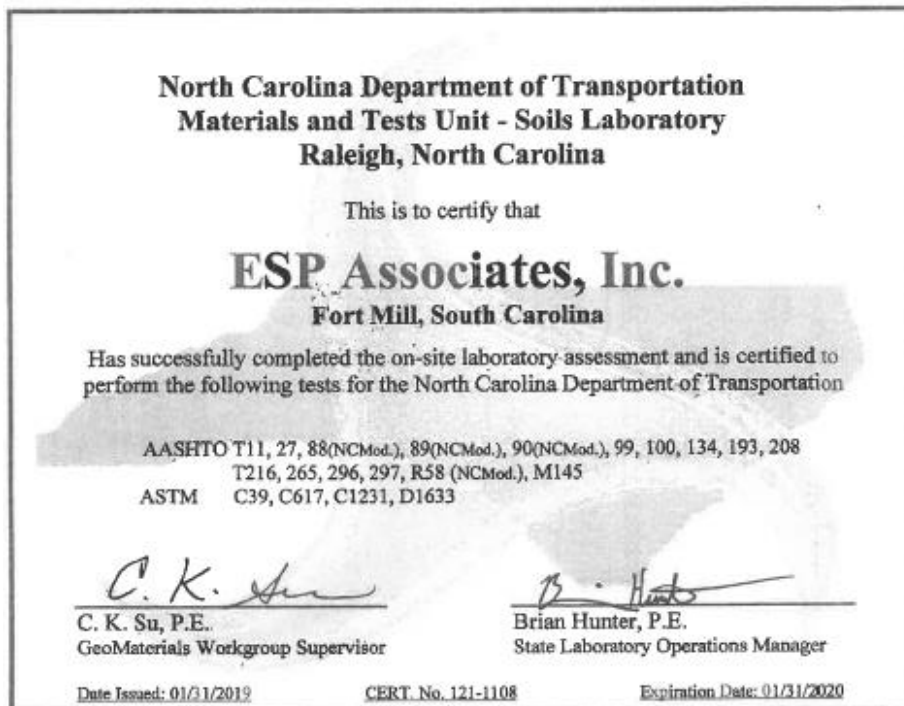 North Carolina Department of Transportation
Materials and Tests Unit - Soils Laboratory
Raleigh, North Carolina
This is to certify that
ESP Associates, Inc.
Fort Mill, South Carolina
Has successfully completed the on-site laboratory assessment and is certified to
perform the following tests for the North Carolina Department of Transportation
AASHTO T11, 27, 88(NCMod.), 89(NCMod.), 90(NCMod.), 99, 100, 134, 193, 208
T216, 265, 296, 297, R58 (NCMod.), M145
ASTM C39, C617, C1231, D1633
C. K. Su
Brian Hunter
C. K. Su, P.E.
GeoMaterials Workgroup Supervisor
Brian Hunter, P.E.
State Laboratory Operations Manager
Date Issued: 01/31/2019 CERT. No. 121-1108 Expiration Date: 01/31/2020